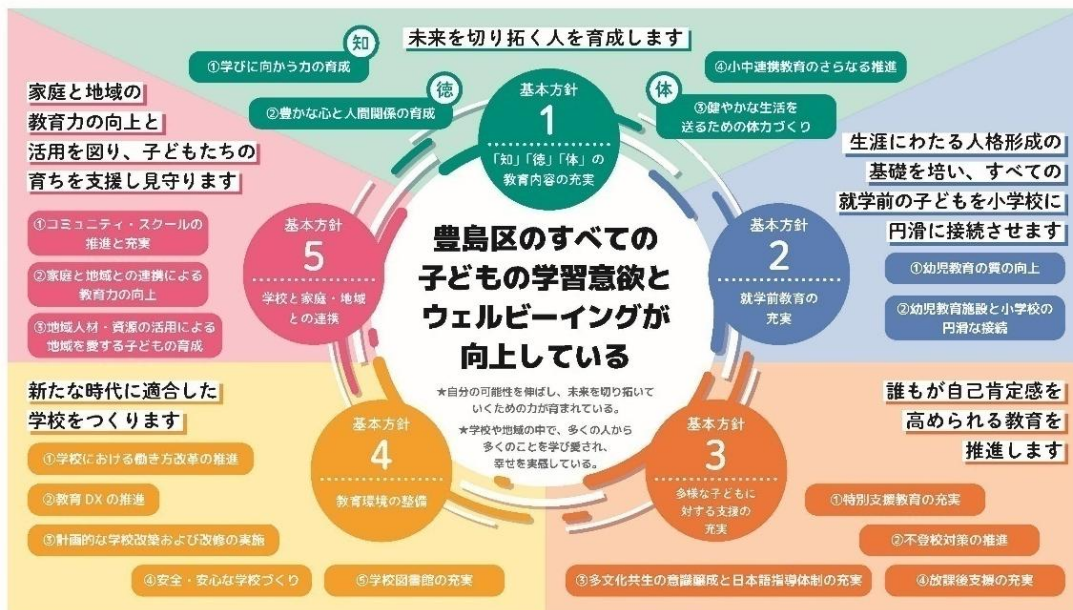 未来を切り拓く人を育成します
知
①学びに向かう力の育成
徳
②豊かな心と人間関係の育成
体
③健やかな生活を
送るための体力づくり
④小中連携教育のさらなる推進
基本方針
1
「知」「徳」「体」の
教育内容の充実
生涯にわたる人格形成の
基礎を培い、すべての
就学前の子どもを小学校に
円滑に接続させます
基本方針
2
就学前教育の
充実
①幼児教育の質の向上
②幼児教育施設と小学校の
円滑な接続
誰もが自己肯定感を
高められる教育を
推進します
基本方針
3
多様な子どもに
対する支援の
充実
①特別支援教育の充実
②不登校対策の推進
③多文化共生の意識醸成と日本語指導体制の充実
④放課後支援の充実
新たな時代に適合した
学校をつくります
基本方針
4
教育環境の整備
①学校における働き方改革の推進
②教育DXの推進
③計画的な学校改築および改修の実施
④安全・安心な学校づくり
⑤学校図書館の充実
家庭と地域の
教育力の向上と
活用を図り、子どもたちの
育ちを支援し見守ります
基本方針
5
学校と家庭・地域
との連携
①コミュニティ・スクールの
推進と充実
②家庭と地域との連携による
教育力の向上
③地域人材・資源の活用による
地域を愛する子どもの育成
豊島区のすべての
子どもの学習意欲と
ウェルビーイングが
向上している
★自分の可能性を伸ばし、未来を切り拓いて
いくための力が育まれている。
★学校や地域の中で、多くの人から
多くのことを学び愛され、
幸せを実感している。